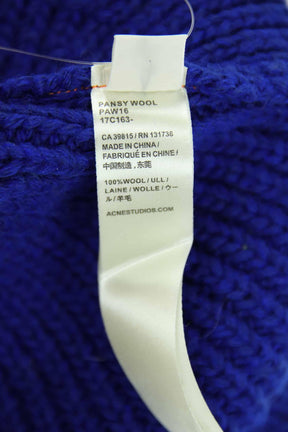 PANSY WOOL
PAW16
17C163-
CA 39815 / RN 131736
MADE IN CHINA /
FABRIQUÉ EN CHINE /
中国制造, 东莞
100%WOOL / ULL /
LAINE / WOLLE / ウー
ル / 羊毛
ACNESTUDIOS.COM